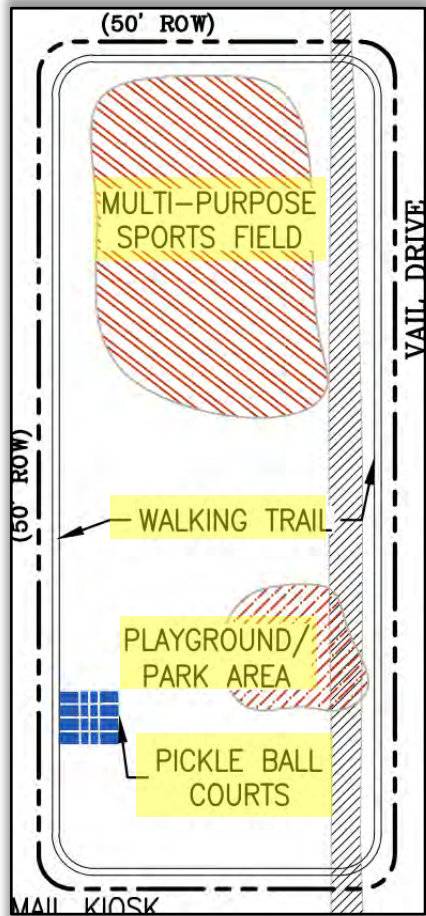 (50' ROW)
MULTI-PURPOSE
SPORTS FIELD
VAIL DRIVE
(50' ROW)
WALKING TRAIL
PLAYGROUND/
PARK AREA
PICKLE BALL
COURTS
MAIL KIOSK